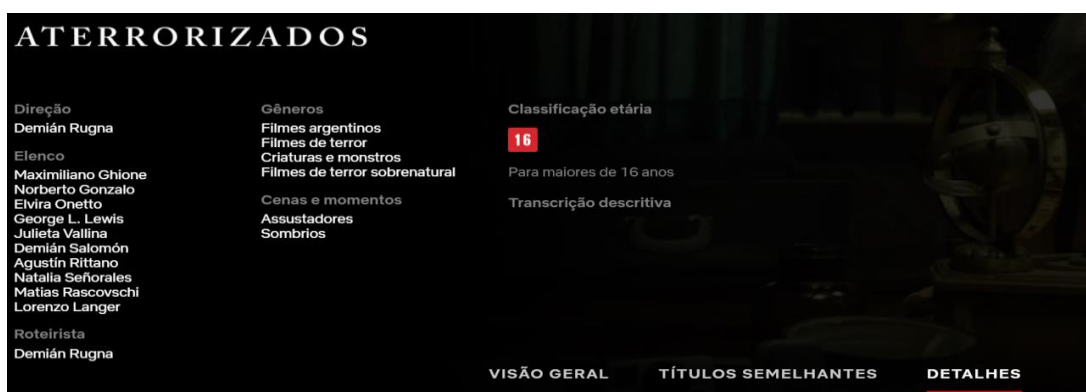 ATERRORIZADOS
Direção
Demián Rugna
Elenco
Maximiliano Ghione
Norberto Gonzalo
Elvira Onetto
George L. Lewis
Julieta Vallina
Demián Salomón
Agustín Rittano
Natalia Señorales
Matias Rascovschi
Lorenzo Langer
Roteirista
Demián Rugna
Gêneros
Filmes argentinos
Filmes de terror
Criaturas e monstros
Filmes de terror sobrenatural
Cenas e momentos
Assustadores
Sombrios
Classificação etária
16
Para maiores de 16 anos
Transcrição descritiva
VISÃO GERAL
TÍTULOS SEMELHANTES
DETALHES